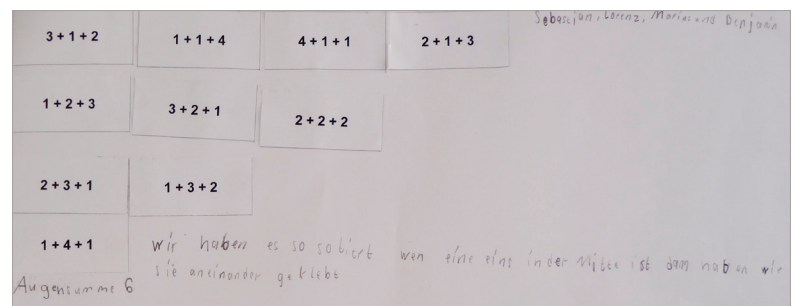 Sebastian, Lorenz, Marius und Benjamin
3 + 1 + 2
1 + 1 + 4
4 + 1 + 1
2 + 1 + 3
1 + 2 + 3
3 + 2 + 1
2 + 2 + 2
2 + 3 + 1
1 + 3 + 2
1 + 4 + 1
wir haben es so sotiert wen eine eins in der Mitte ist dam haben wir
sie aneinander geklebt
Augensumme 6